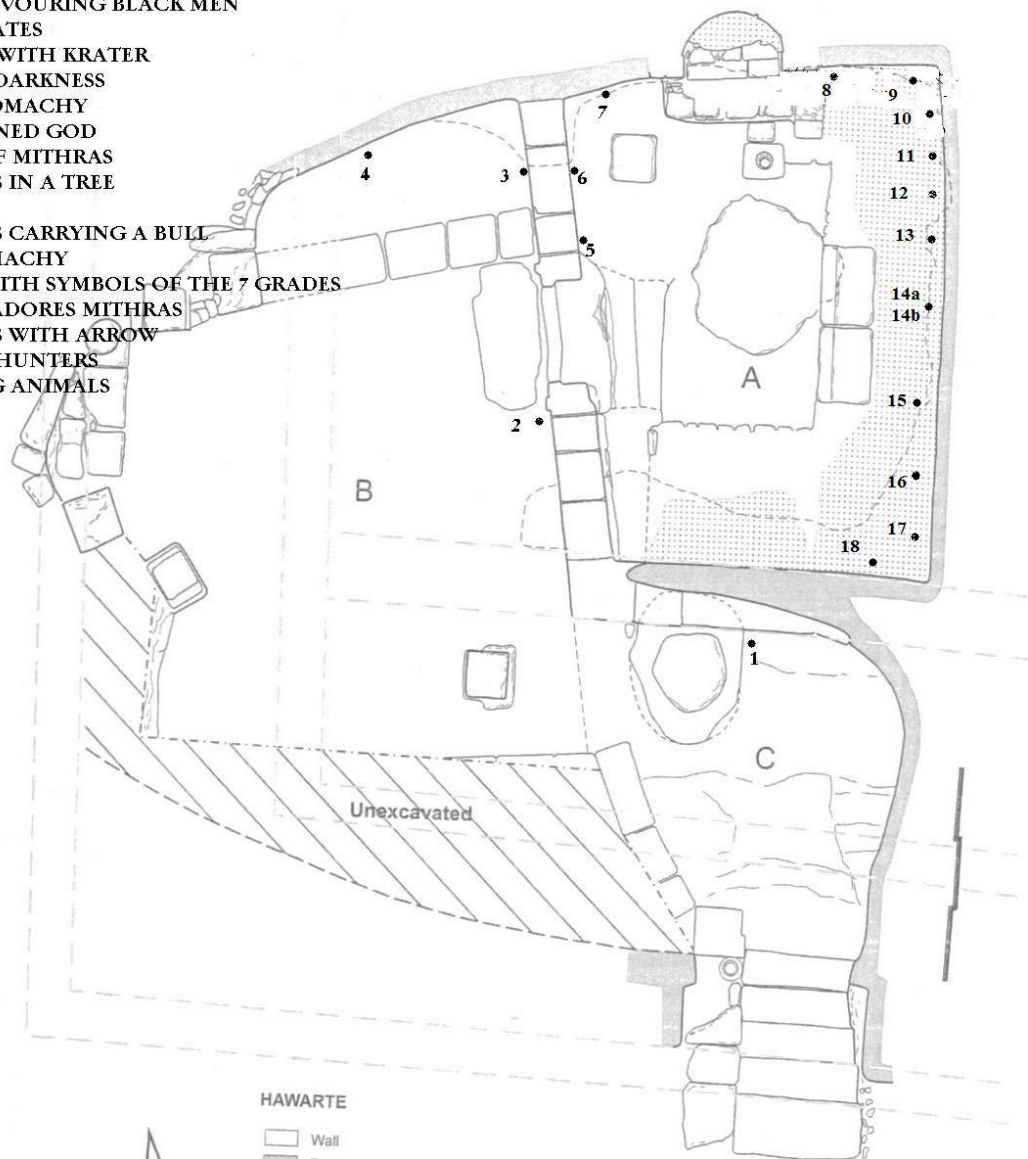 VOURING BLACK MEN
ATES
WITH KRATER
DARKNESS
OMACHY
NED GOD
F MITHRAS
S IN A TREE
S CARRYING A BULL
MACHY
ITH SYMBOLS OF THE 7 GRADES
ADORES MITHRAS
S WITH ARROW
HUNTERS
G ANIMALS
8
9
7
10
4
3
6
11
12
5
13
14a
14b
A
15
2
B
16
17
18
1
C
Unexcavated
HAWARTE
Wall